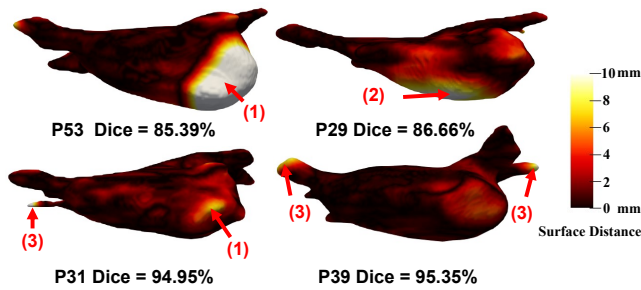 10 mm
8
6
4
2
0 mm
Surface Distance
(1)
P53 Dice = 85.39%
(2)
P29 Dice = 86.66%
(3)
(1)
P31 Dice = 94.95%
(3)
(3)
P39 Dice = 95.35%